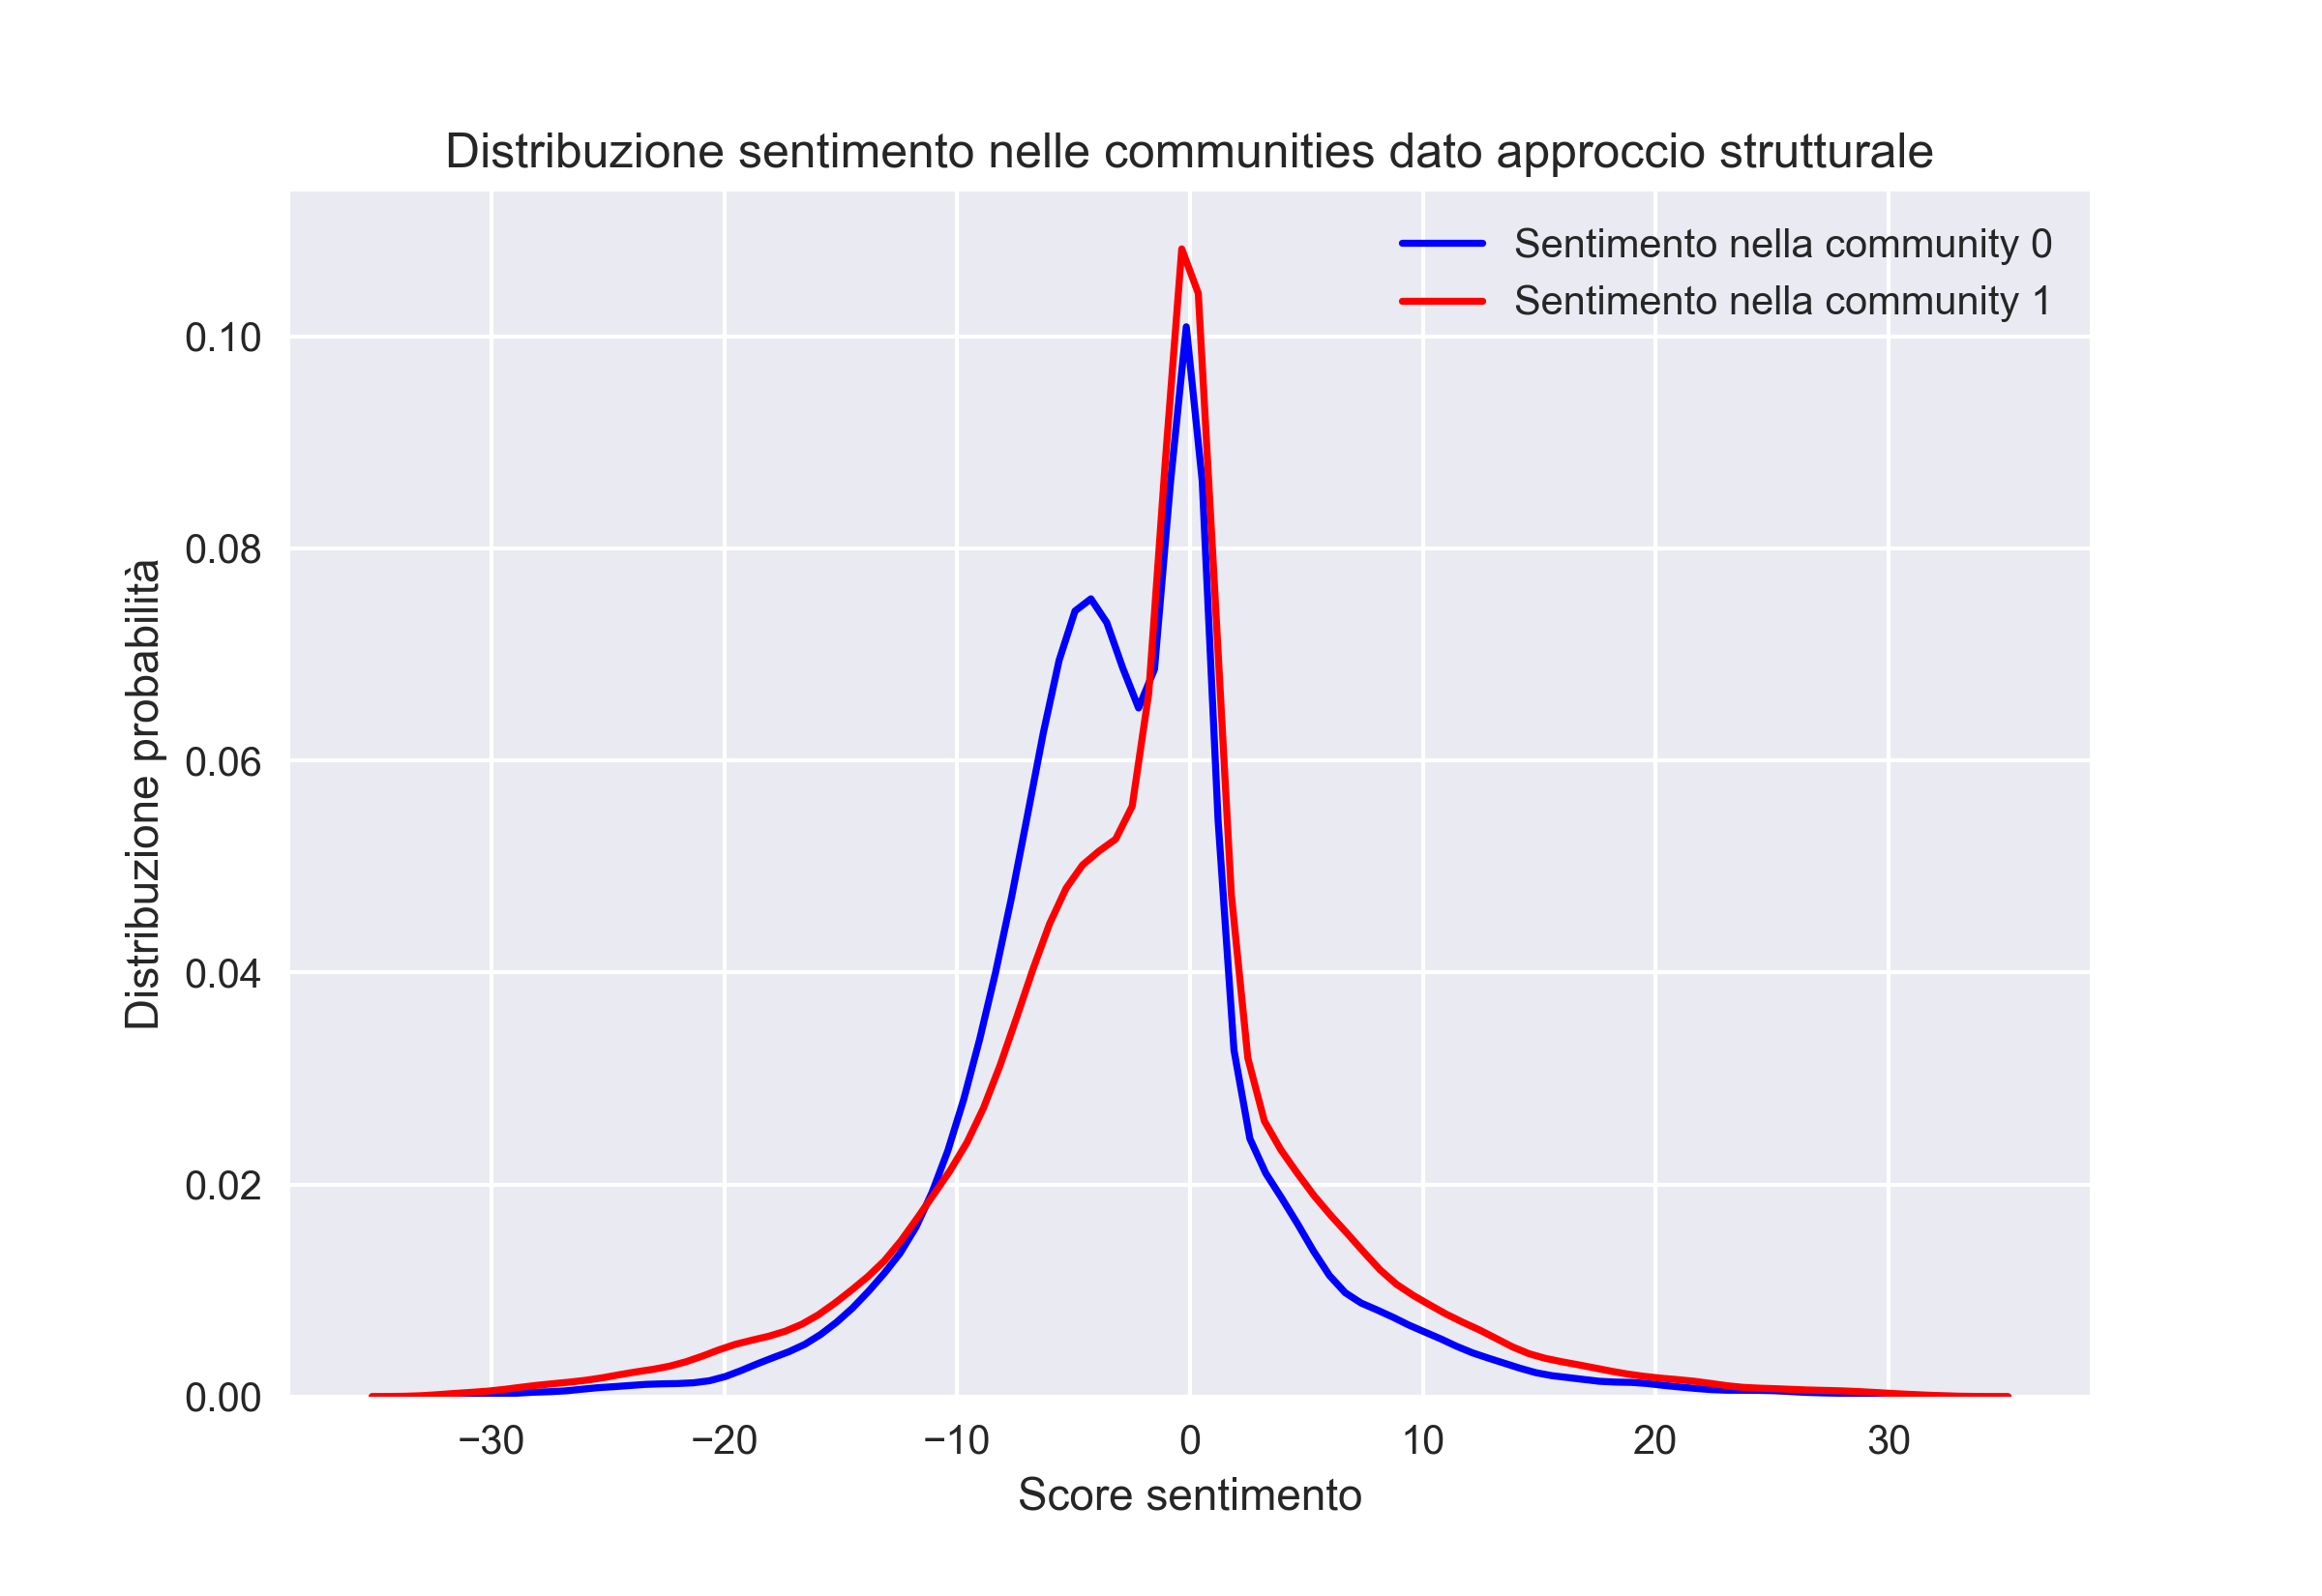 Distribuzione sentimento nelle communities dato approccio strutturale
Sentimento nella community 0
Sentimento nella community 1
Distribuzione probabilità
0.10
0.08
0.06
0.04
0.02
0.00
−30 −20 −10 0 10 20 30
Score sentimento